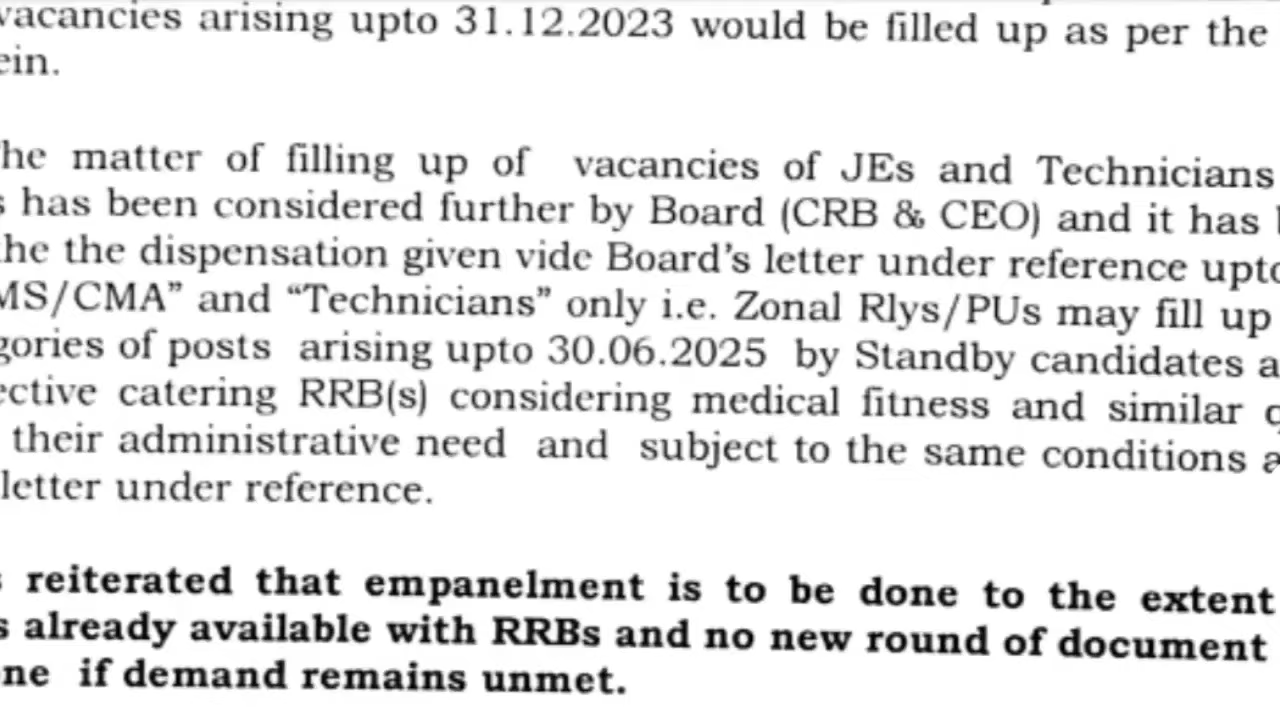 vacancies arising upto 31.12.2023 would be filled up as per the
ein.
he matter of filling up of vacancies of JEs and Technicians
s has been considered further by Board (CRB & CEO) and it has
he the dispensation given vide Board's letter under reference upto
MS/CMA" and "Technicians" only i.e. Zonal Rlys/PUs may fill up
gories of posts arising upto 30.06.2025 by Standby candidates a
ective catering RRB(s) considering medical fitness and similar
their administrative need and subject to the same conditions a
letter under reference.
s reiterated that empanelment is to be done to the extent
s already available with RRBs and no new round of document
ne if demand remains unmet.